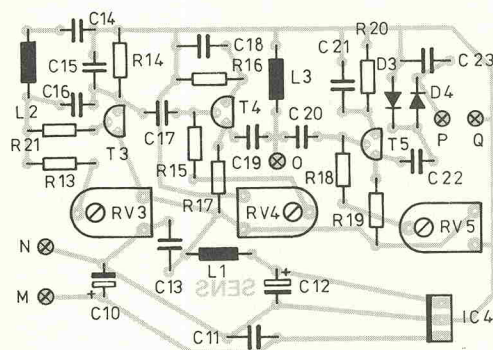 C14
R14
C15
C16
L2
R21
R13
T3
C17
C18
R16
T4
L3
C19
C20
O
R15
R17
C21
R20
D3
D4
C23
P
Q
T5
C22
R18
R19
RV3
RV4
RV5
N
M
C10
C13
L1
SENS
C12
C11
IC4
+
+